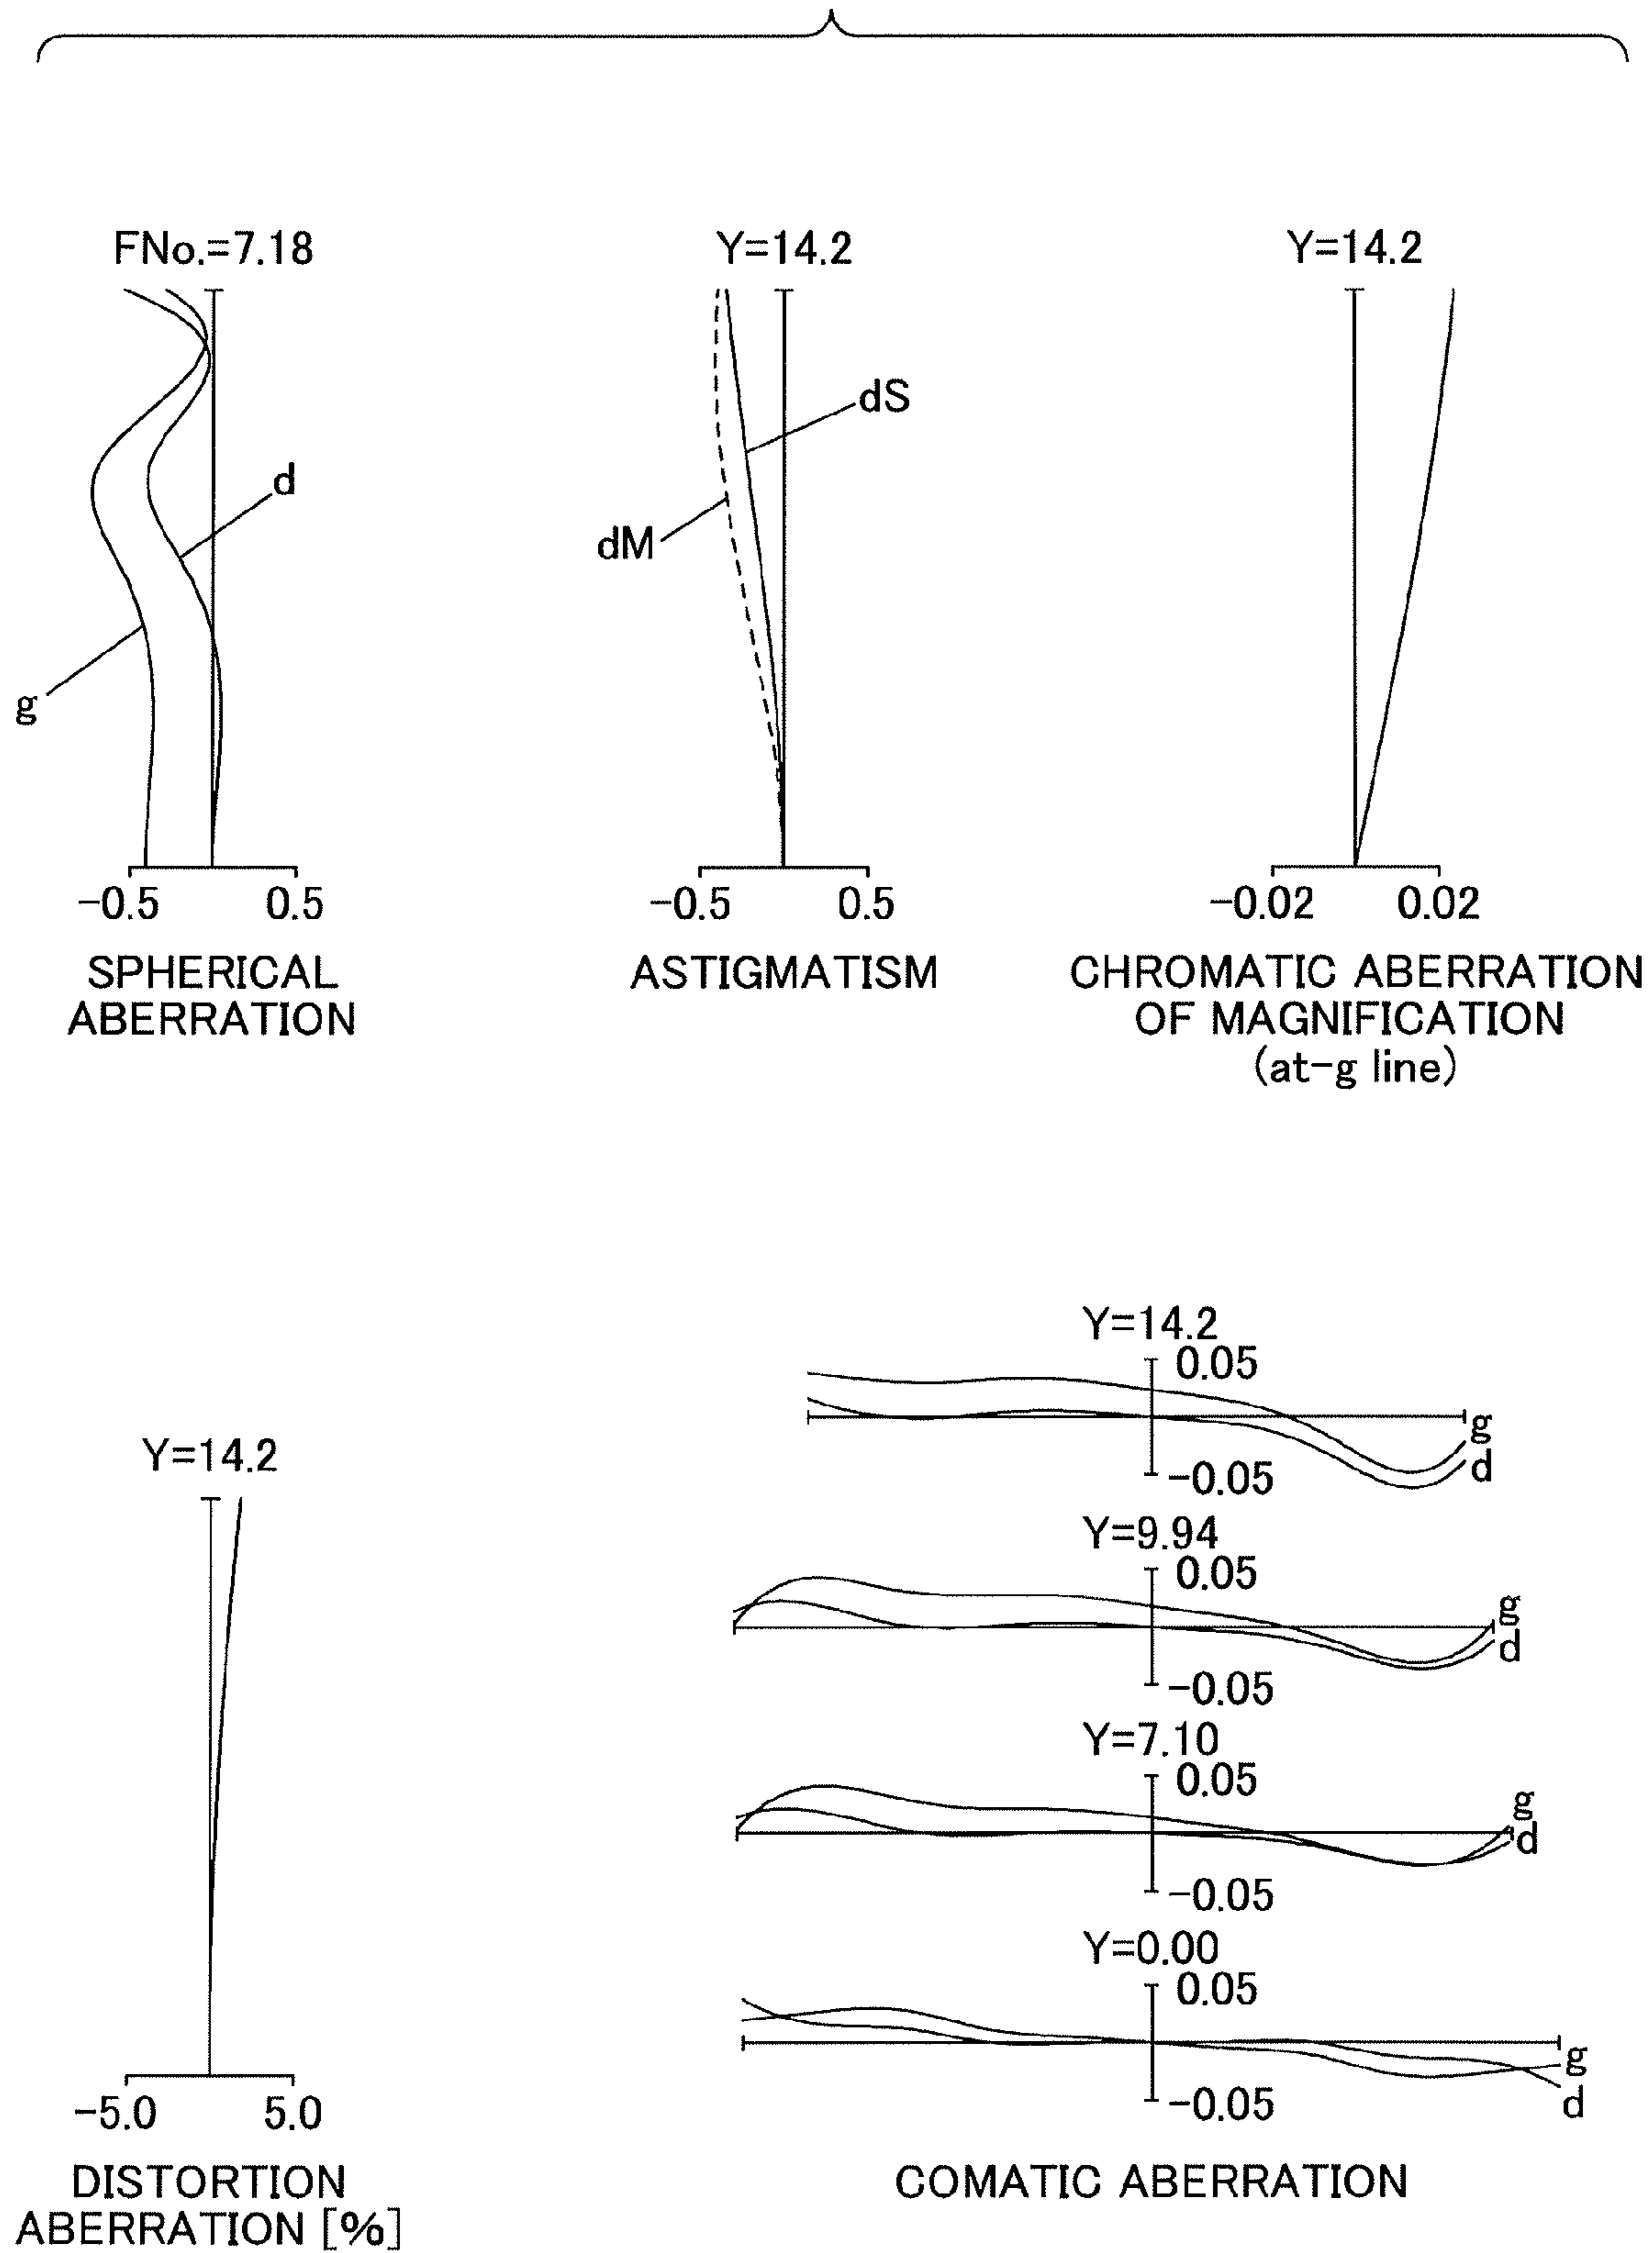 FNo.=7.18
d
g
-0.5 0.5
SPHERICAL
ABERRATION
Y=14.2
dS
dM
-0.5 0.5
ASTIGMATISM
Y=14.2
-0.02 0.02
CHROMATIC ABERRATION
OF MAGNIFICATION
(at-g line)
Y=14.2
-5.0 5.0
DISTORTION
ABERRATION [%]
Y=14.2
0.05
g
d
-0.05
Y=9.94
0.05
g
d
-0.05
Y=7.10
0.05
g
d
-0.05
Y=0.00
0.05
g
d
-0.05
COMATIC ABERRATION